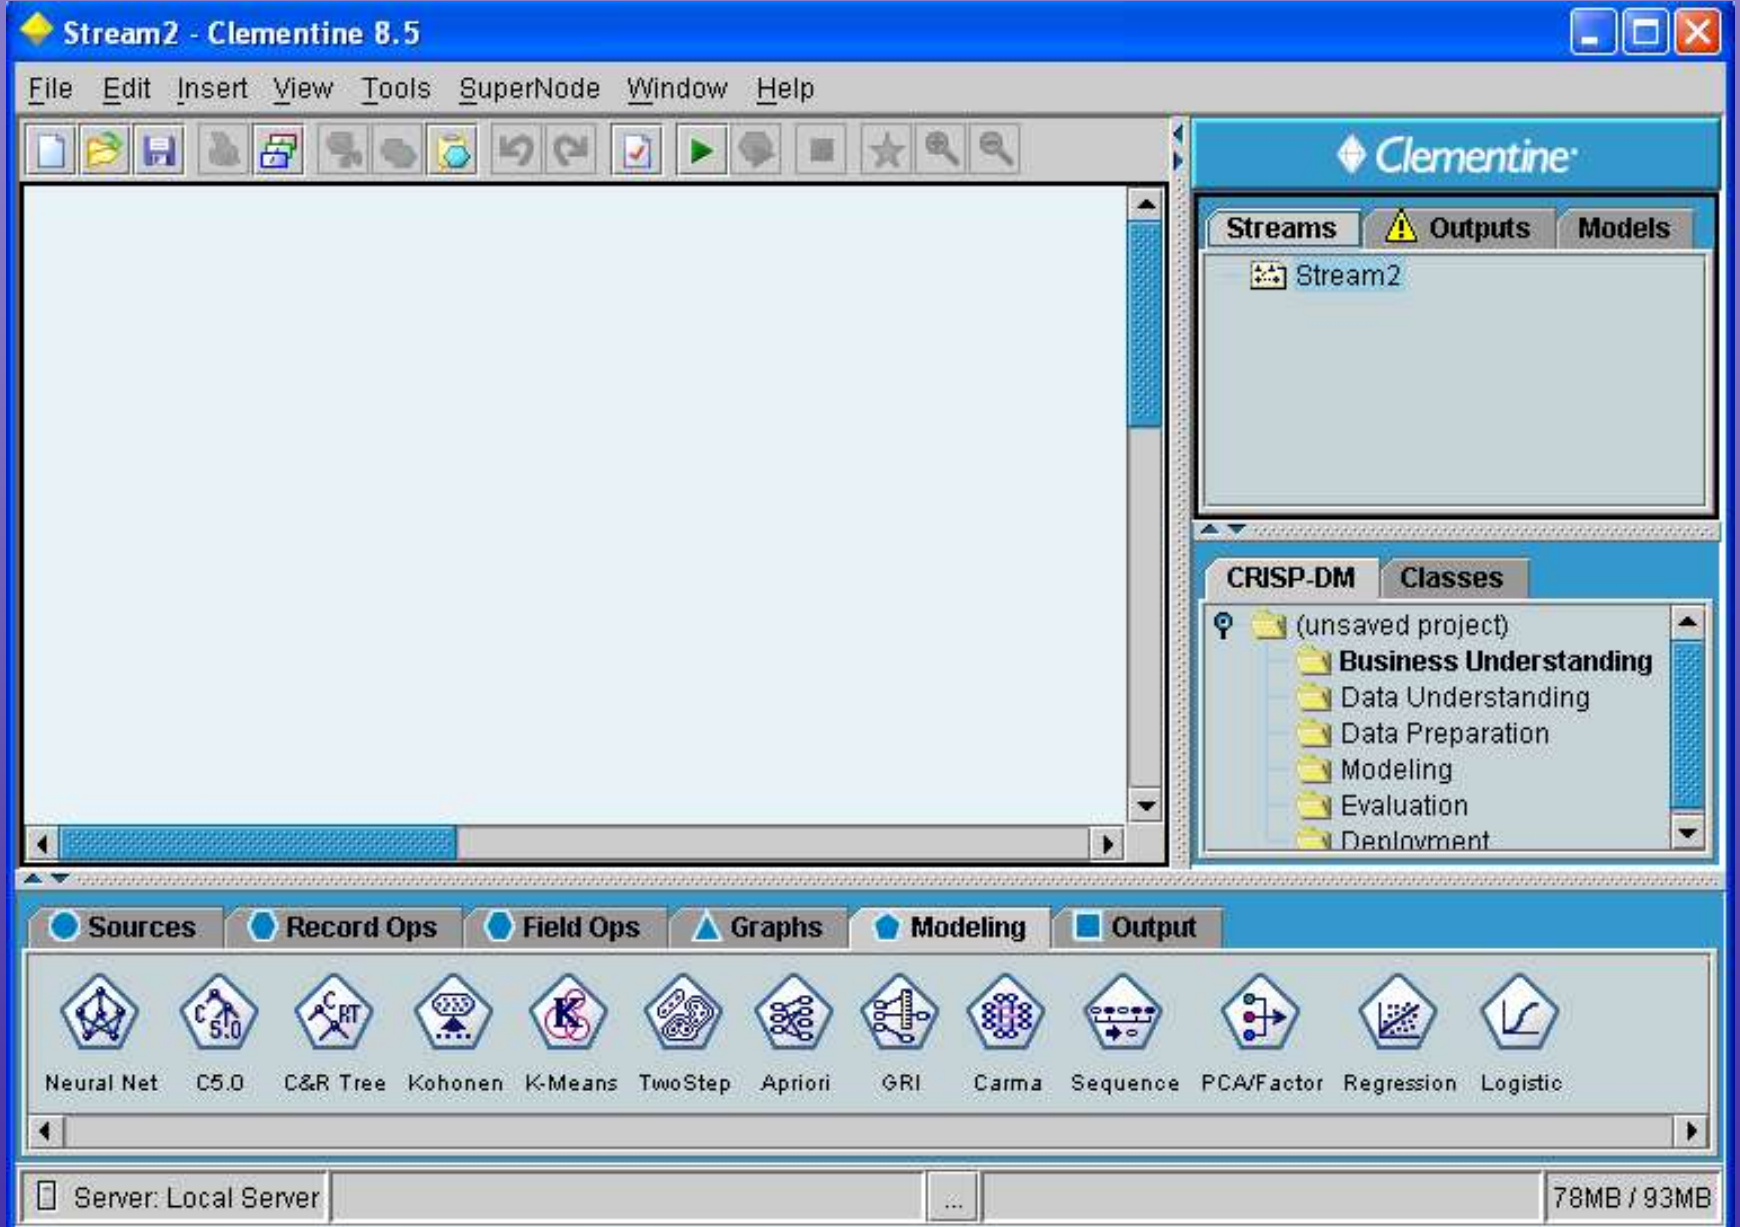 Stream2 - Clementine 8.5
File Edit Insert View Tools SuperNode Window Help
Clementine
Streams Outputs Models
Stream2
CRISP-DM Classes
(unsaved project)
Business Understanding
Data Understanding
Data Preparation
Modeling
Evaluation
Deployment
Sources Record Ops Field Ops Graphs Modeling Output
C 5.0 C RT K
Neural Net C5.0 C&R Tree Kohonen K-Means TwoStep Apriori GRI Carma Sequence PCA/Factor Regression Logistic
Server: Local Server ... 78MB / 93MB